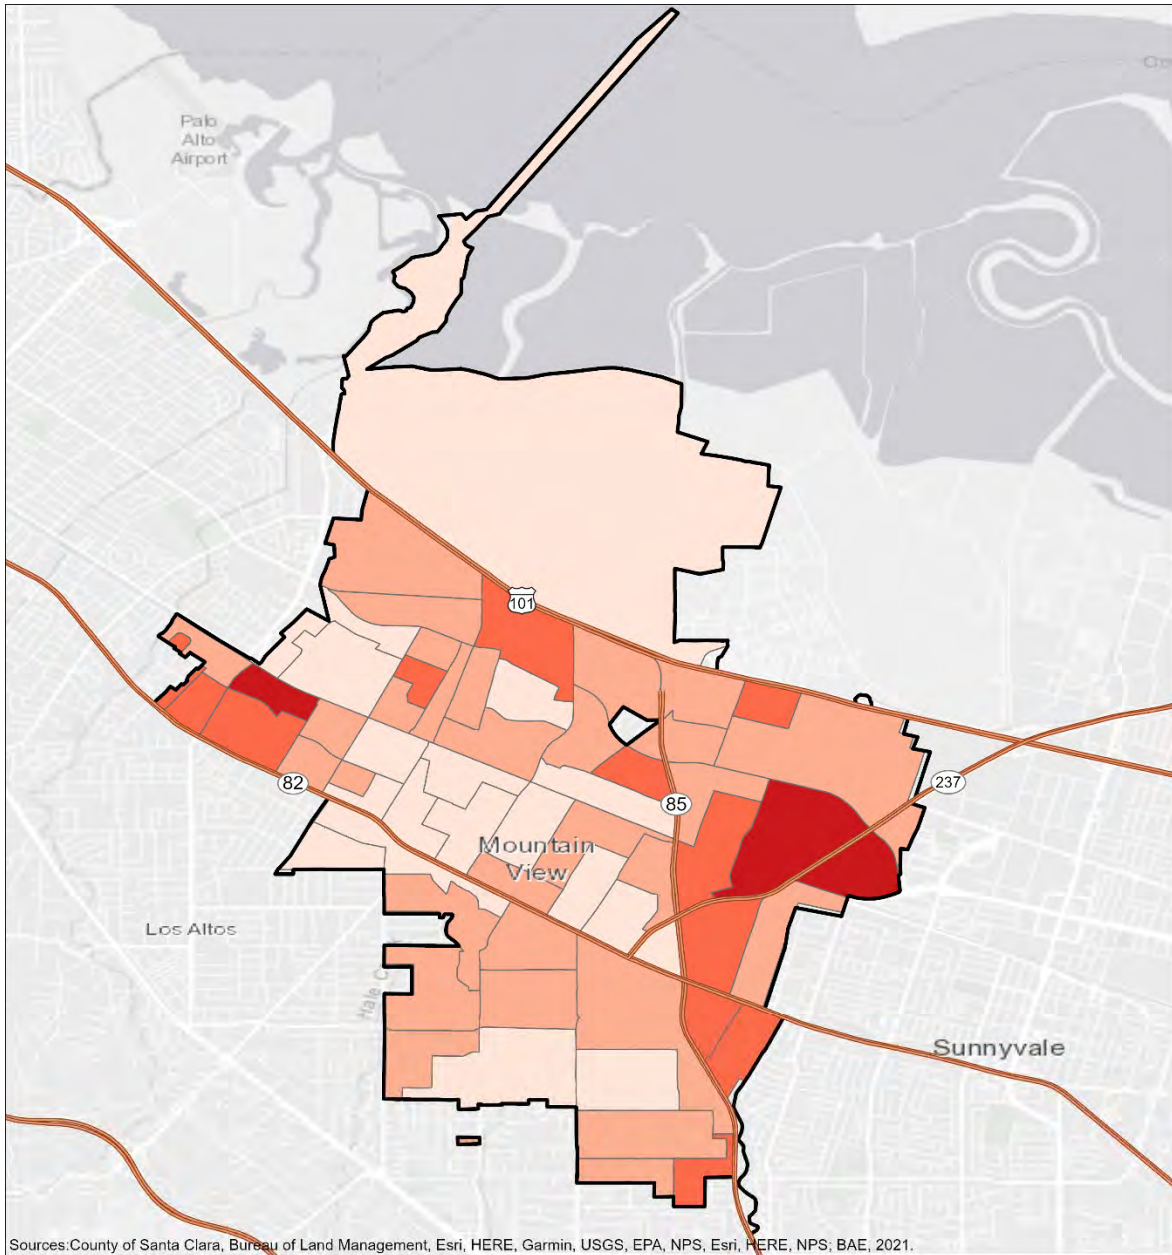 Palo
Alto
Airport
101
82
85
237
Mountain
View
Los Altos
Hale C
Sunnyvale
Sources:County of Santa Clara, Bureau of Land Management, Esri, HERE, Garmin, USGS, EPA, NPS, Esri, HERE, NPS; BAE, 2021.